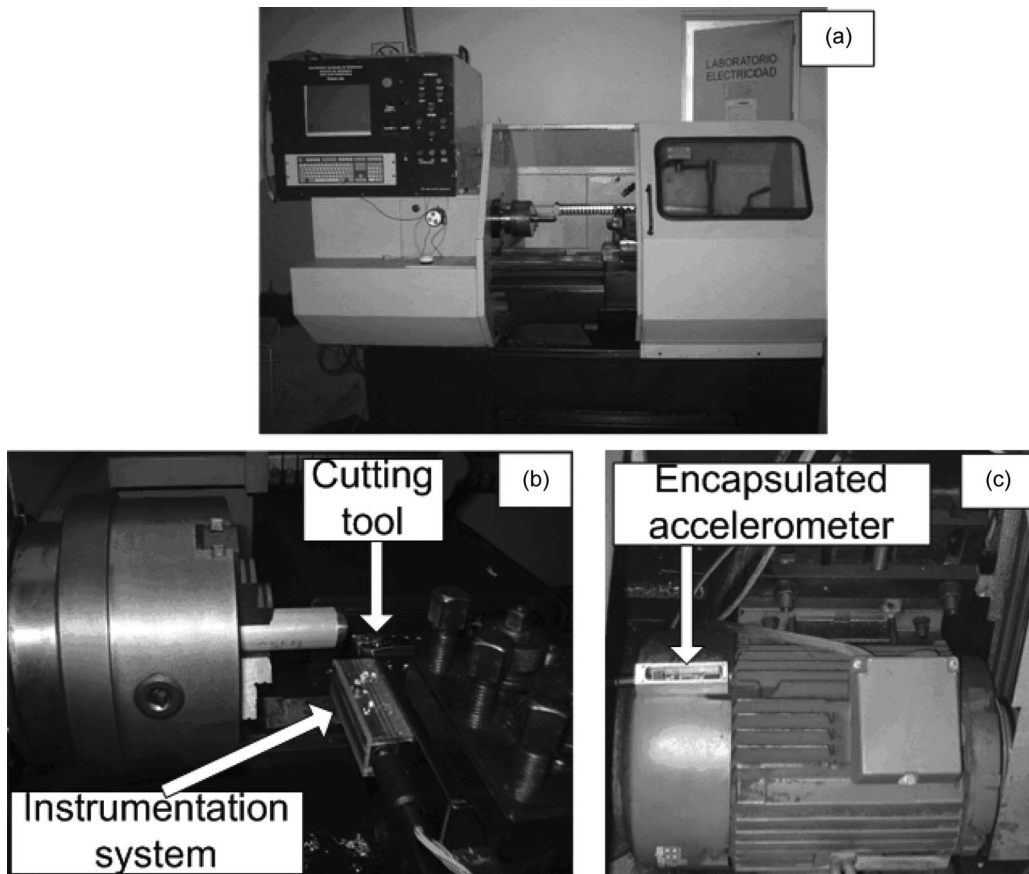 (a)
LABORATORIO
ELECTRICIDAD
Cutting
tool
(b)
Instrumentation
system
Encapsulated
accelerometer
(c)